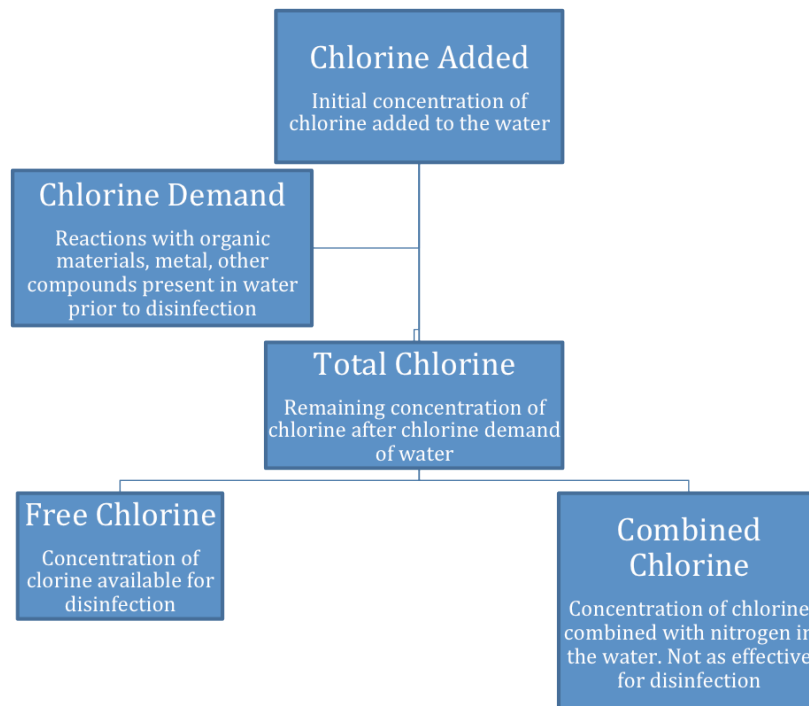 Chlorine Added
Initial concentration of
chlorine added to the water
Chlorine Demand
Reactions with organic
materials, metal, other
compounds present in water
prior to disinfection
Total Chlorine
Remaining concentration of
chlorine after chlorine demand
of water
Free Chlorine
Concentration of
clorine available for
disinfection
Combined
Chlorine
Concentration of chlorine
combined with nitrogen in
the water. Not as effective
for disinfection